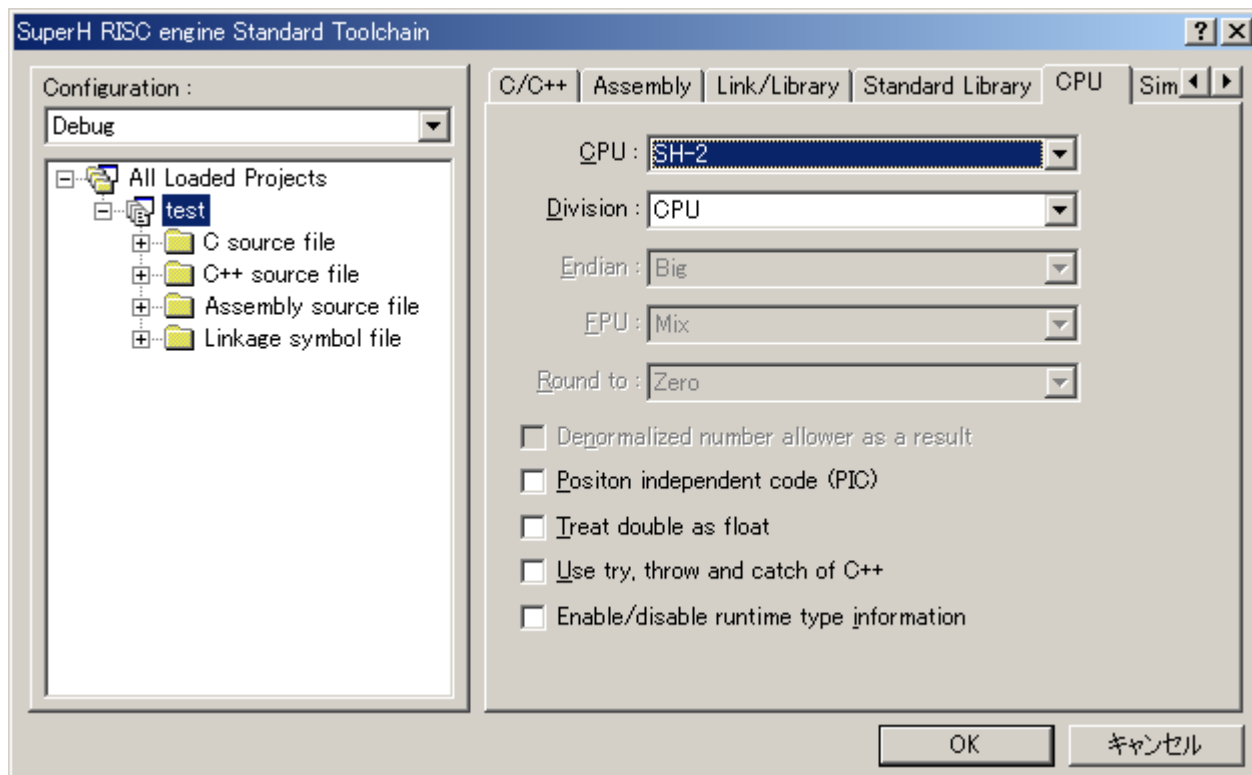 SuperH RISC engine Standard Toolchain
Configuration :
Debug
All Loaded Projects
test
C source file
C++ source file
Assembly source file
Linkage symbol file
C/C++ Assembly Link/Library Standard Library CPU Sim
CPU : SH-2
Division : CPU
Endian : Big
FPU : Mix
Round to : Zero
Denormalized number allower as a result
Positon independent code (PIC)
Treat double as float
Use try, throw and catch of C++
Enable/disable runtime type information
OK キャンセル